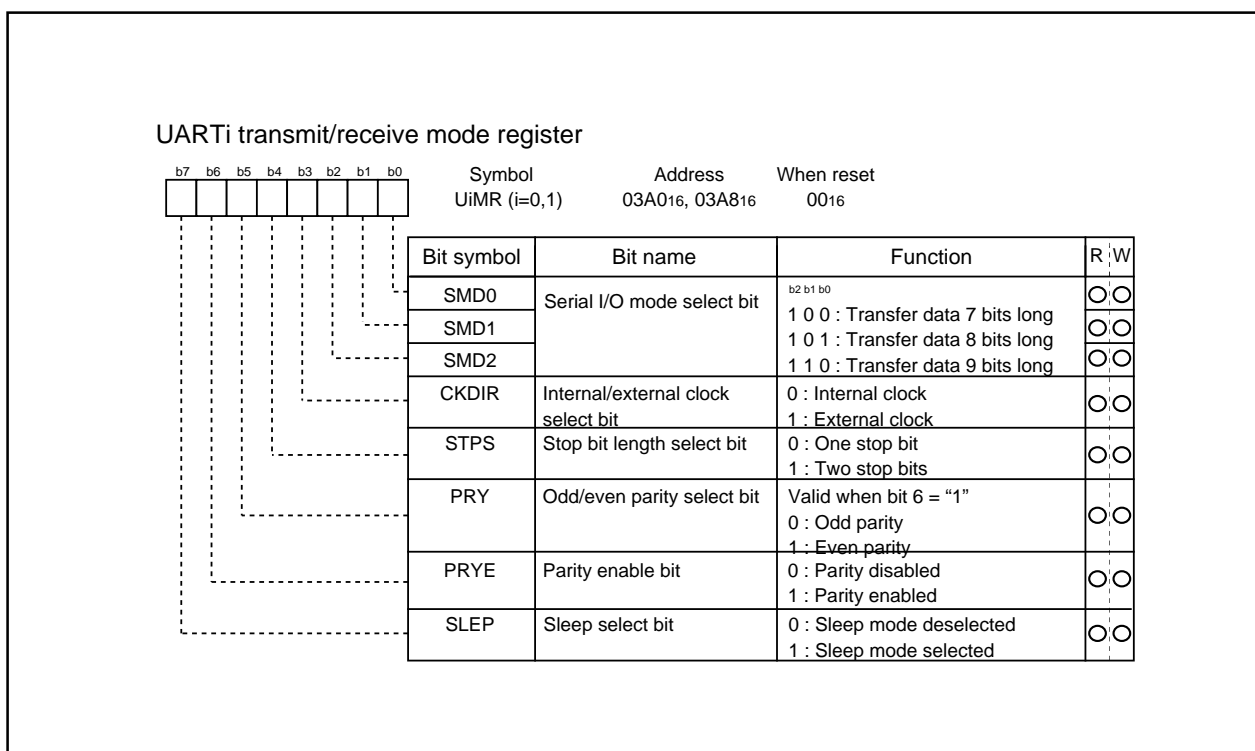 UARTi transmit/receive mode register
b7 b6 b5 b4 b3 b2 b1 b0
Symbol Address When reset
UiMR (i=0,1) 03A016, 03A816 0016
Bit symbol Bit name Function R W
SMD0 Serial I/O mode select bit b2 b1 b0
1 0 0 : Transfer data 7 bits long
SMD1 1 0 1 : Transfer data 8 bits long
SMD2 1 1 0 : Transfer data 9 bits long
CKDIR Internal/external clock 0 : Internal clock
select bit 1 : External clock
STPS Stop bit length select bit 0 : One stop bit
1 : Two stop bits
PRY Odd/even parity select bit Valid when bit 6 = “1”
0 : Odd parity
1 : Even parity
PRYE Parity enable bit 0 : Parity disabled
1 : Parity enabled
SLEP Sleep select bit 0 : Sleep mode deselected
1 : Sleep mode selected